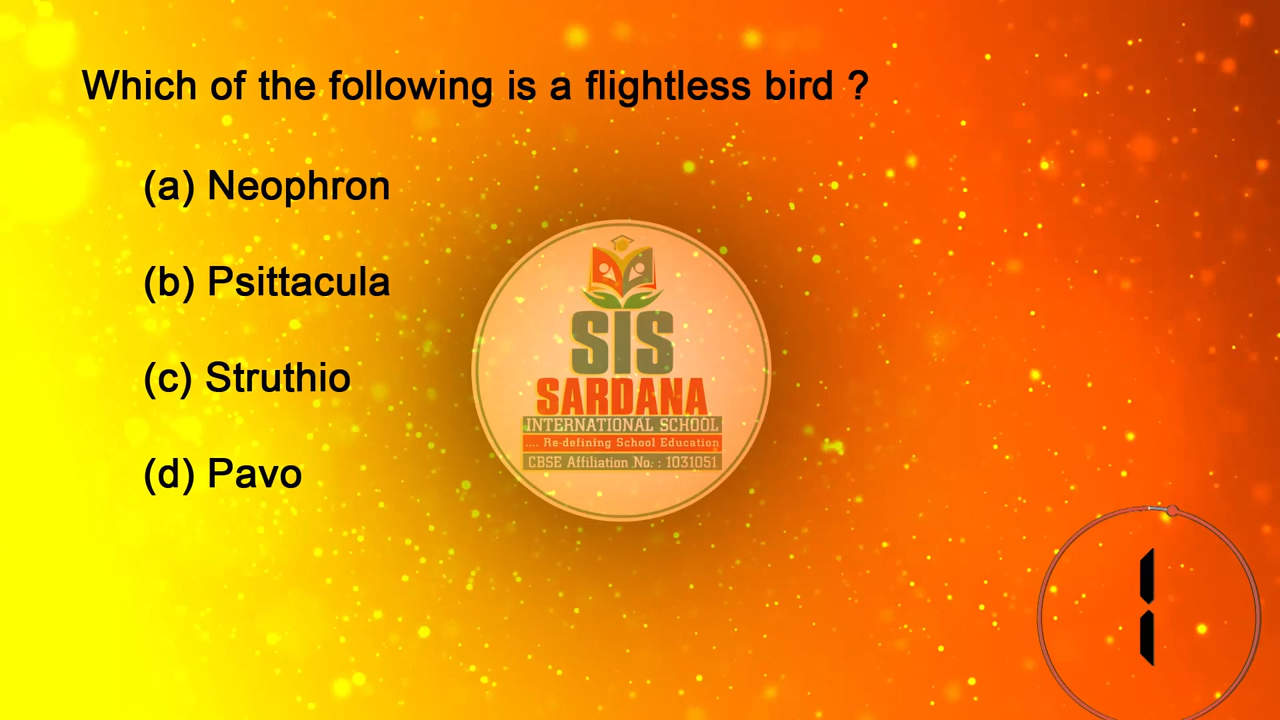 Which of the following is a flightless bird ?
(a) Neophron
(b) Psittacula
(c) Struthio
(d) Pavo
SIS
SARDANA
INTERNATIONAL SCHOOL
.... Re-defining School Education
CBSE Affiliation No. : 1031051
1